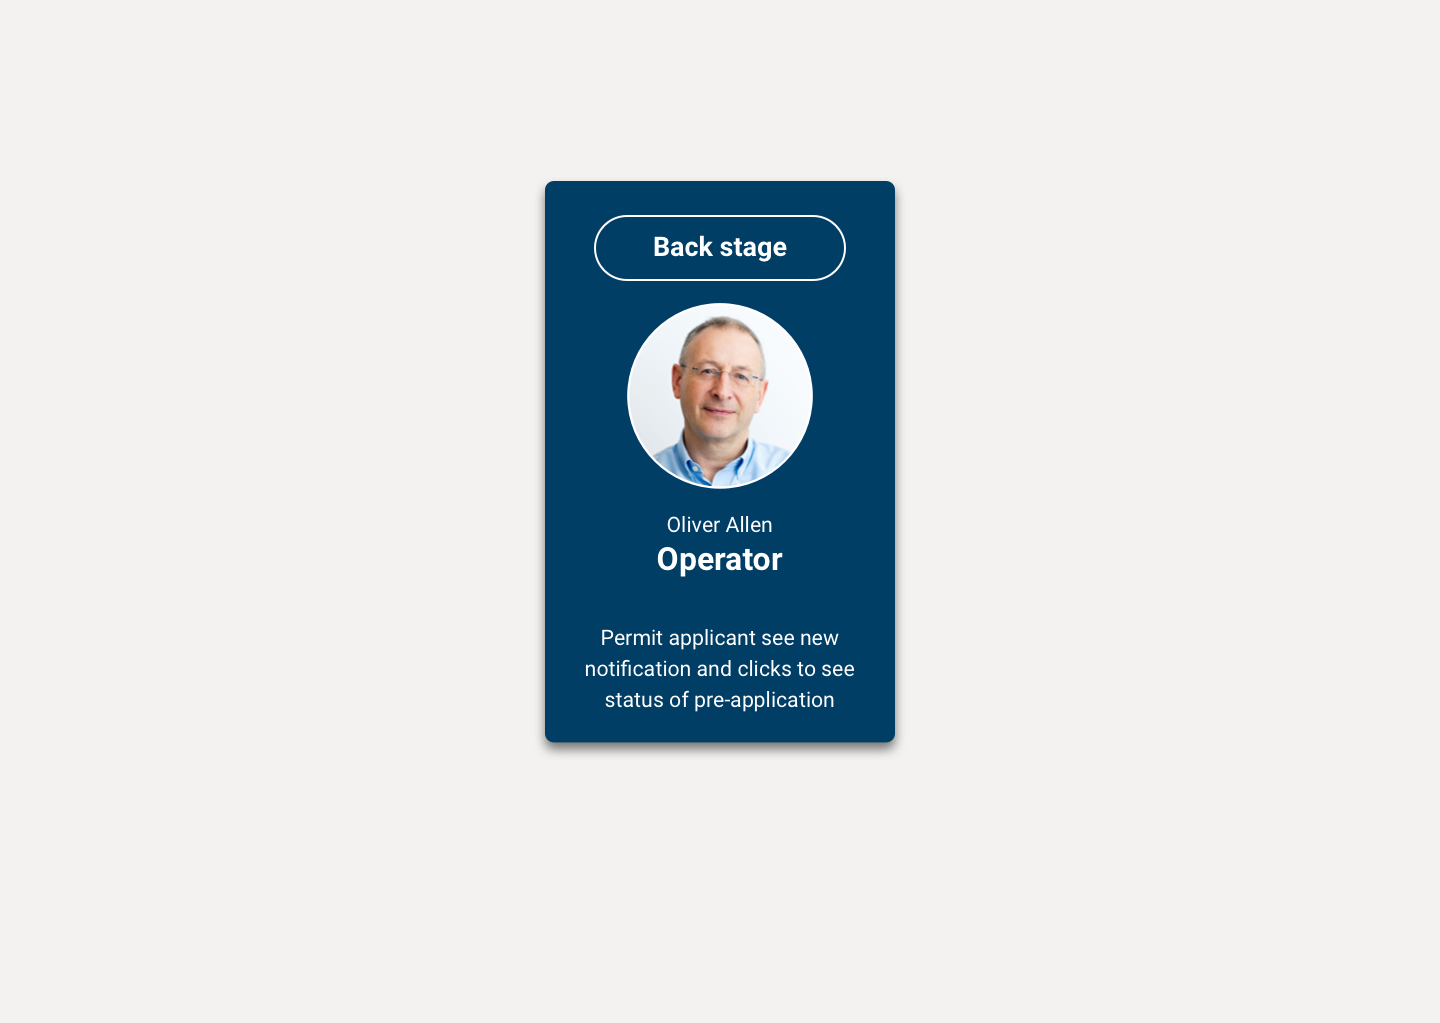 Back stage
Oliver Allen
Operator
Permit applicant see new
notification and clicks to see
status of pre-application